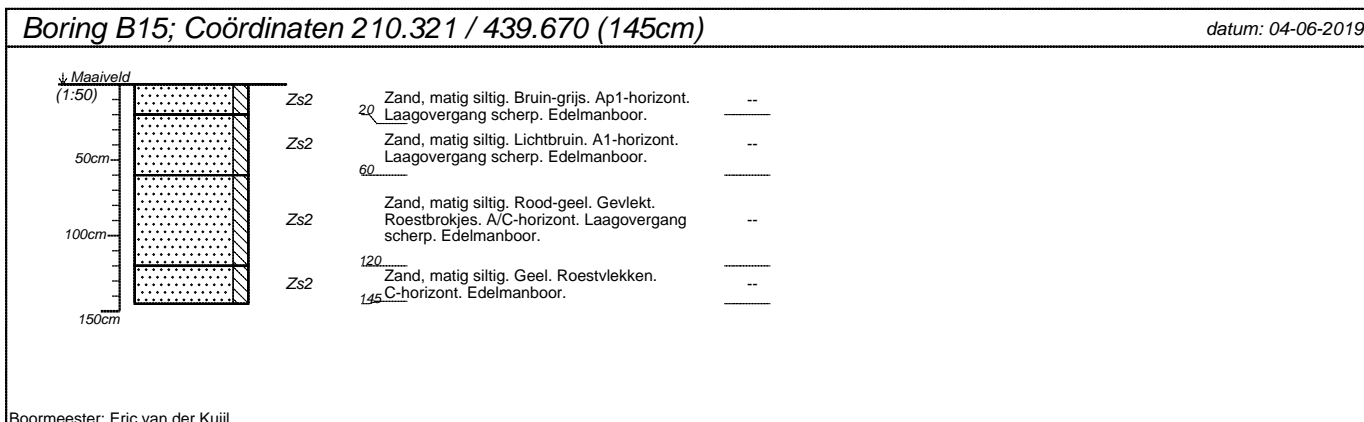 Boring B15; Coördinaten 210.321 / 439.670 (145cm)
datum: 04-06-2019
Maaiveld
(1:50)
Zs2
Zand, matig siltig. Bruin-grijs. Ap1-horizont.
Laagovergang scherp. Edelmanboor.
--
20
Zs2
Zand, matig siltig. Lichtbruin. A1-horizont.
Laagovergang scherp. Edelmanboor.
--
50cm
60
Zs2
Zand, matig siltig. Rood-geel. Gevlekt.
Roestbrokjes. A/C-horizont. Laagovergang
scherp. Edelmanboor.
--
100cm
120
Zs2
Zand, matig siltig. Geel. Roestvlekken.
C-horizont. Edelmanboor.
--
145
150cm
Boormeester: Eric van der Kuijl